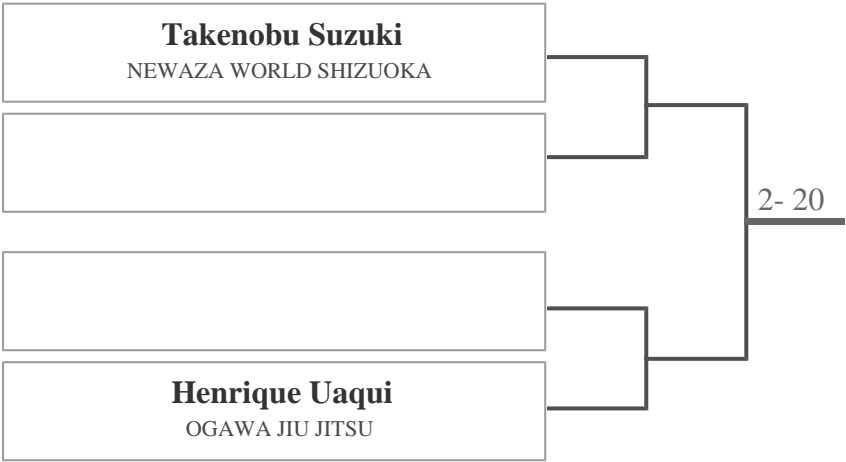 Takenobu Suzuki
NEWAZA WORLD SHIZUOKA
2- 20
Henrique Uaqui
OGAWA JIU JITSU